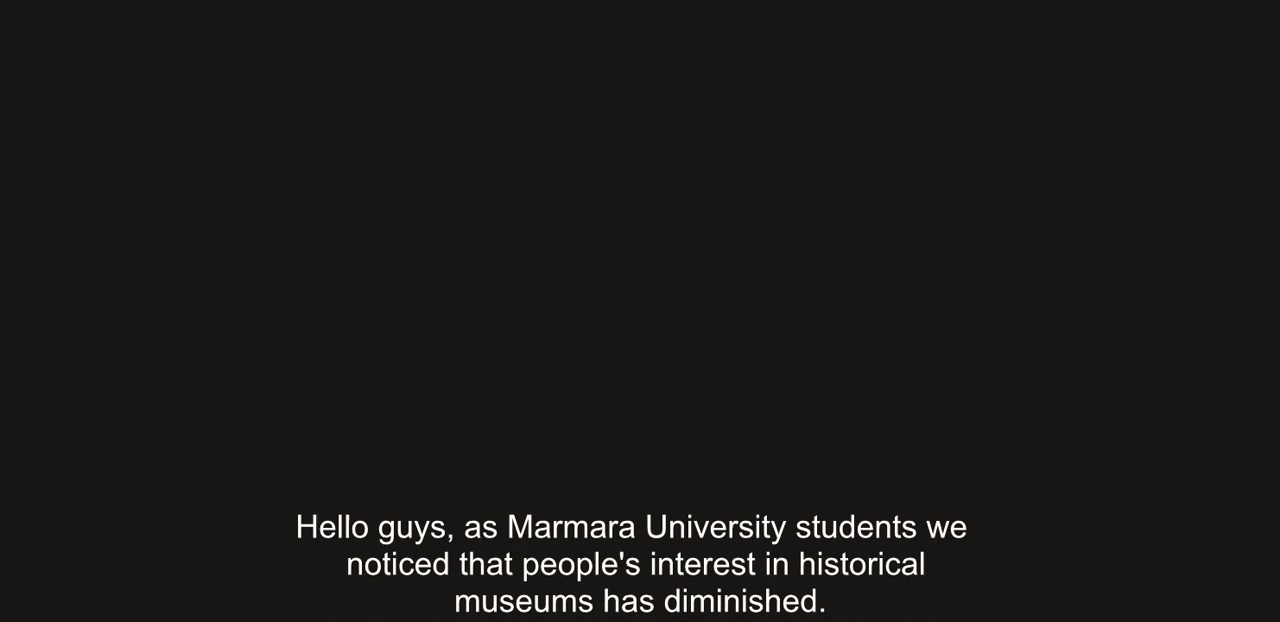 Hello guys, as Marmara University students we
noticed that people's interest in historical
museums has diminished.